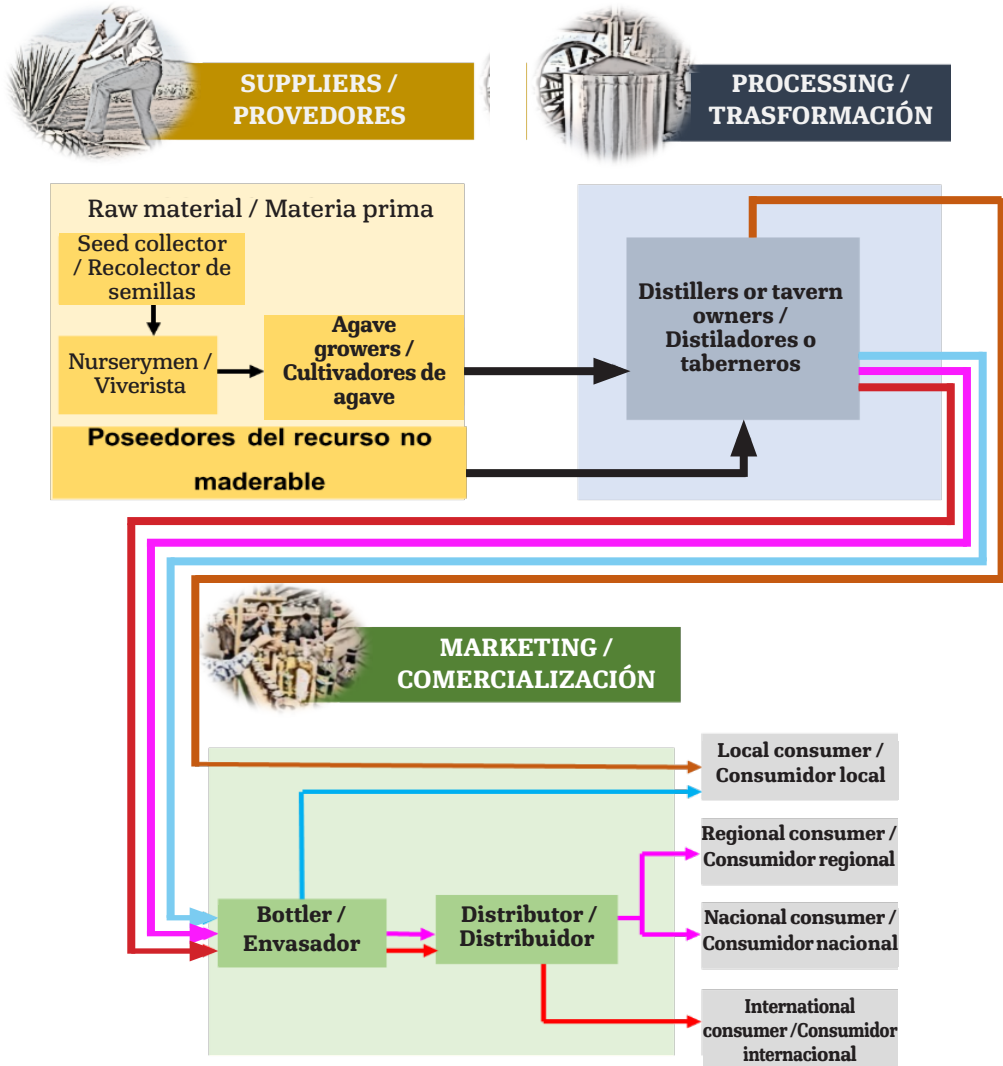 SUPPLIERS /
PROVEDORES
PROCESSING /
TRASFORMACIÓN
Raw material / Materia prima
Seed collector
/ Recolector de
semillas
Nurserymen /
Viverista
Agave
growers /
Cultivadores de
agave
Poseedores del recurso no
maderable
Distillers or tavern
owners /
Distiladores o
taberneros
MARKETING /
COMERCIALIZACIÓN
Local consumer /
Consumidor local
Regional consumer /
Consumidor regional
Bottler /
Envasador
Distributor /
Distribuidor
Nacional consumer /
Consumidor nacional
International
consumer /Consumidor
internacional